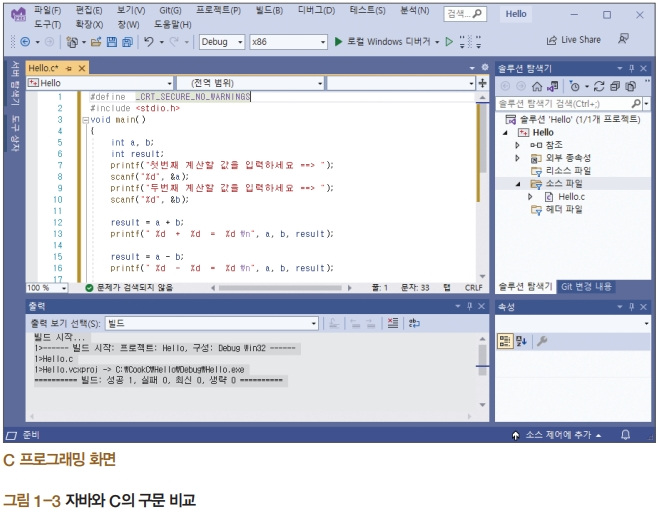 파일(F) 편집(E) 보기(V) Git(G) 프로젝트(P) 빌드(B) 디버그(D) 테스트(S) 분석(N) 검색... Hello
도구(T) 확장(X) 창(W) 도움말(H)
Debug x86 로컬 Windows 디버거 Live Share
서버 탐색기
도구 상자
Hello.c*
Hello (전역 범위)
1 #define _CRT_SECURE_NO_WARNINGS
2 #include <stdio.h>
3 void main()
4 {
5 int a, b;
6 int result;
7 printf("첫번째 계산할 값을 입력하세요 ==> ");
8 scanf("%d", &a);
9 printf("두번째 계산할 값을 입력하세요 ==> ");
10 scanf("%d", &b);
11
12 result = a + b;
13 printf(" %d + %d = %d ₩n", a, b, result);
14
15 result = a - b;
16 printf(" %d - %d = %d ₩n", a, b, result);
17
100 % 문제가 검색되지 않음 줄: 1 문자: 33 탭 CRLF
솔루션 탐색기
솔루션 탐색기 검색(Ctrl+;)
솔루션 'Hello' (1/1개 프로젝트)
Hello
참조
외부 종속성
리소스 파일
소스 파일
Hello.c
헤더 파일
솔루션 탐색기 Git 변경 내용
출력
출력 보기 선택(S): 빌드
빌드 시작...
1>------ 빌드 시작: 프로젝트: Hello, 구성: Debug Win32 ------
1>Hello.c
1>Hello.vcxproj -> C:₩CookC₩Hello₩Debug₩Hello.exe
========== 빌드: 성공 1, 실패 0, 최신 0, 생략 0 ==========
속성
준비 소스 제어에 추가
C 프로그래밍 화면
그림 1-3 자바와 C의 구문 비교